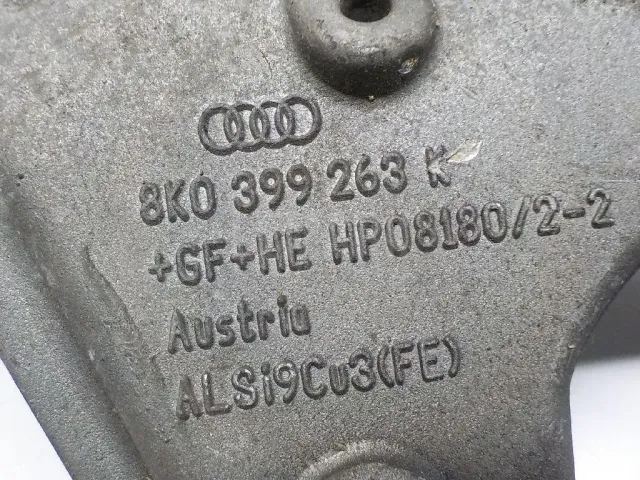 8K0 399 263 K
+GF+HE HP08180/2-2
Austria
ALSi9Cu3(FE)